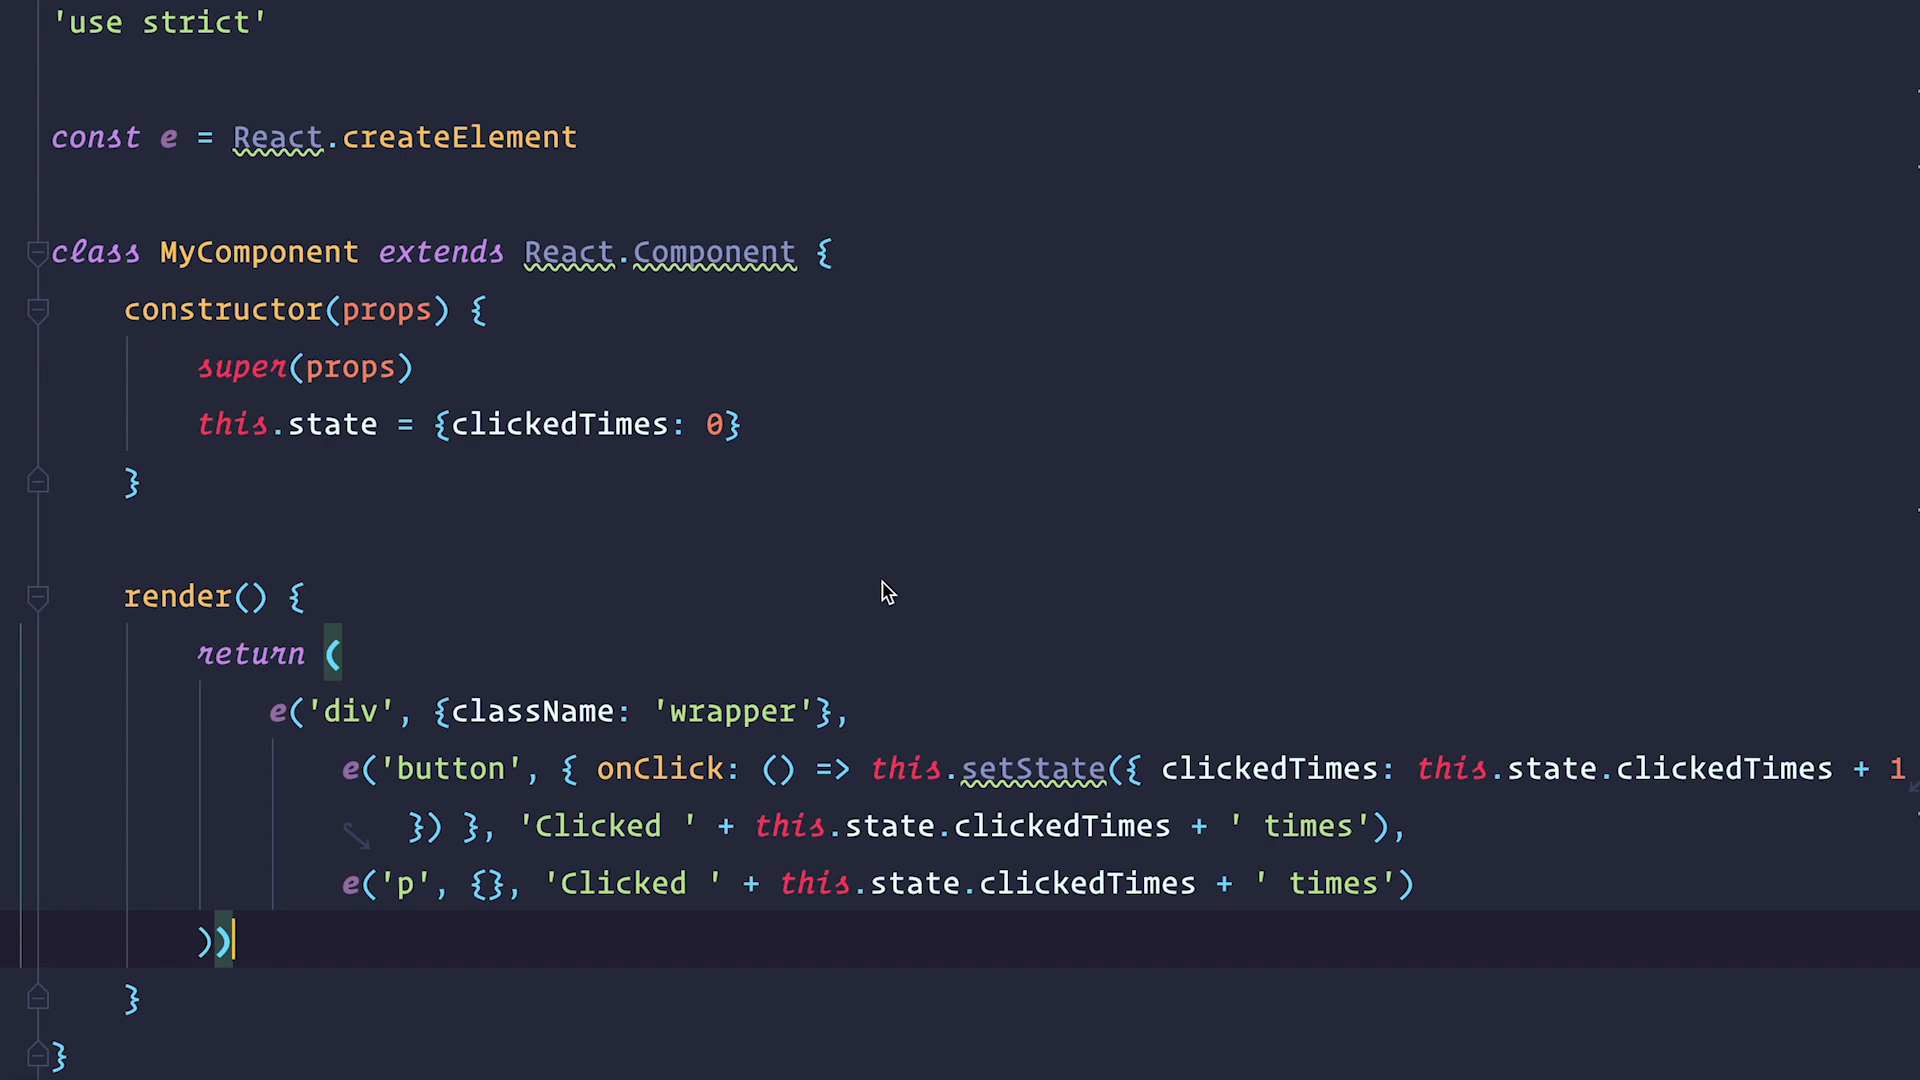 'use strict'
const e = React.createElement
class MyComponent extends React.Component {
constructor(props) {
super(props)
this.state = {clickedTimes: 0}
}
render() {
return (
e('div', {className: 'wrapper'},
e('button', { onClick: () => this.setState({ clickedTimes: this.state.clickedTimes + 1
}) }, 'Clicked ' + this.state.clickedTimes + ' times'),
e('p', {}, 'Clicked ' + this.state.clickedTimes + ' times')
))
}
}